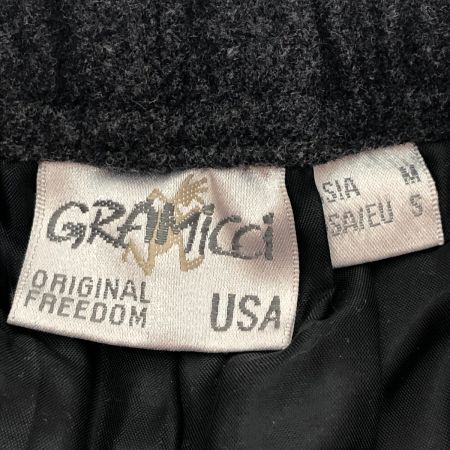 GRAMICCI
ORIGINAL
FREEDOM
USA
SIA M
SA/EU S